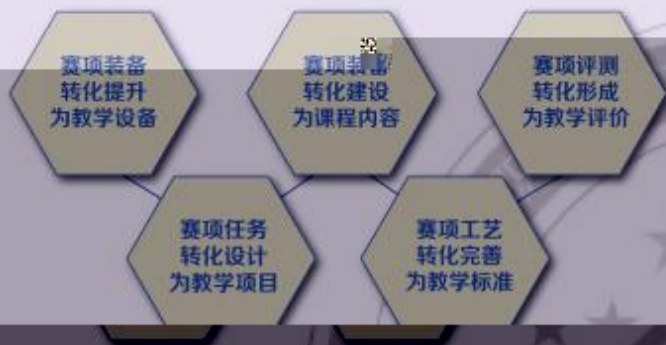 赛项装备
转化提升
为教学设备
赛项装备
转化建设
为课程内容
赛项评测
转化形成
为教学评价
赛项任务
转化设计
为教学项目
赛项工艺
转化完善
为教学标准